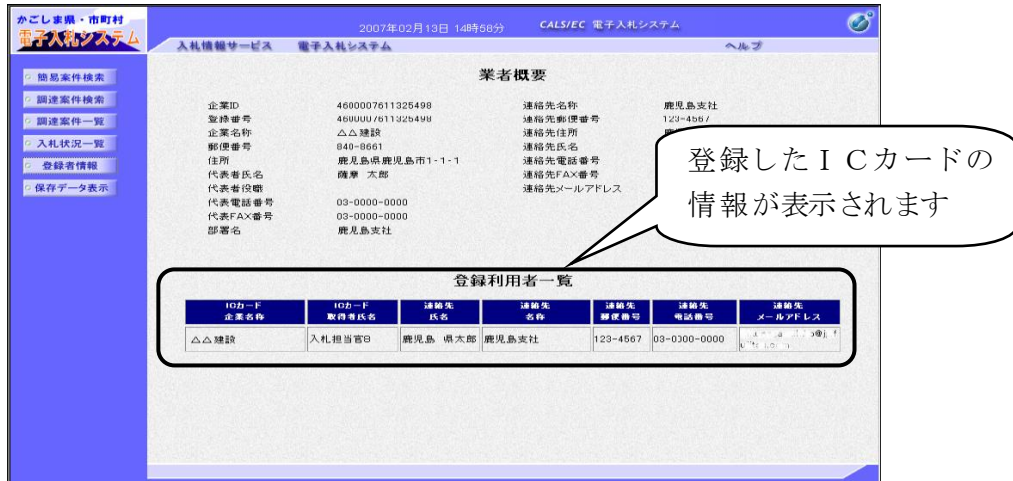 かごしま県・市町村
電子入札システム
2007年02月13日 14時58分
CALS/EC 電子入札システム
入札情報サービス 電子入札システム
ヘルプ
簡易案件検索
調達案件検索
調達案件一覧
入札状況一覧
登録者情報
保存データ表示
業者概要
企業ID 4600007611325498 連絡先名称 鹿児島支社
登録番号 4600007611325498 連絡先郵便番号 123-4567
企業名称 △△建設 連絡先住所
郵便番号 840-8661 連絡先氏名
住所 鹿児島県鹿児島市1-1-1 連絡先電話番号
代表者氏名 薩摩 太郎 連絡先FAX番号
代表者役職 連絡先メールアドレス
代表電話番号 03-0000-0000
代表FAX番号 03-0000-0000
部署名 鹿児島支社
登録したICカードの
情報が表示されます
登録利用者一覧
ICカード 企業名称
ICカード 取得者氏名
連絡先 氏名
連絡先 名称
連絡先 郵便番号
連絡先 電話番号
連絡先 メールアドレス
△△建設 入札担当官8 鹿児島 県太郎 鹿児島支社 123-4567 03-0000-0000